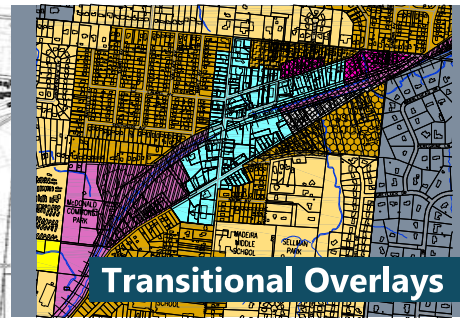 McDONALD
COMMONS
PARK
MADEIRA
MIDDLE
SCHOOL
SELLMAN
PARK
Transitional Overlays
SCHOOL